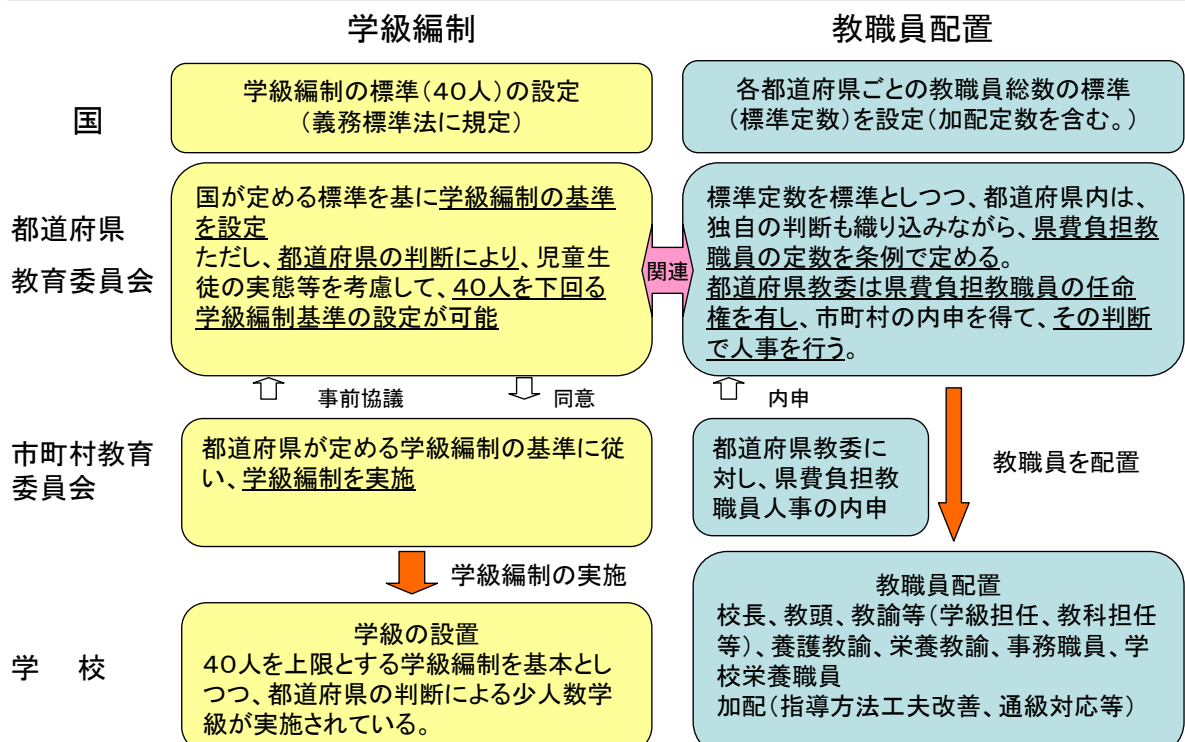 学級編制
教職員配置
国
学級編制の標準(40人)の設定
(義務標準法に規定)
各都道府県ごとの教職員総数の標準
(標準定数)を設定(加配定数を含む。)
都道府県
教育委員会
国が定める標準を基に学級編制の基準
を設定
ただし、都道府県の判断により、児童生
徒の実態等を考慮して、40人を下回る
学級編制基準の設定が可能
関連
標準定数を標準としつつ、都道府県内は、
独自の判断も織り込みながら、県費負担教
職員の定数を条例で定める。
都道府県教委は県費負担教職員の任命
権を有し、市町村の内申を得て、その判断
で人事を行う。
事前協議
同意
内申
市町村教育
委員会
都道府県が定める学級編制の基準に従
い、学級編制を実施
都道府県教委に
対し、県費負担教
職員人事の内申
教職員を配置
学級編制の実施
学 校
学級の設置
40人を上限とする学級編制を基本とし
つつ、都道府県の判断による少人数学
級が実施されている。
教職員配置
校長、教頭、教諭等(学級担任、教科担任
等)、養護教諭、栄養教諭、事務職員、学
校栄養職員
加配(指導方法工夫改善、通級対応等)